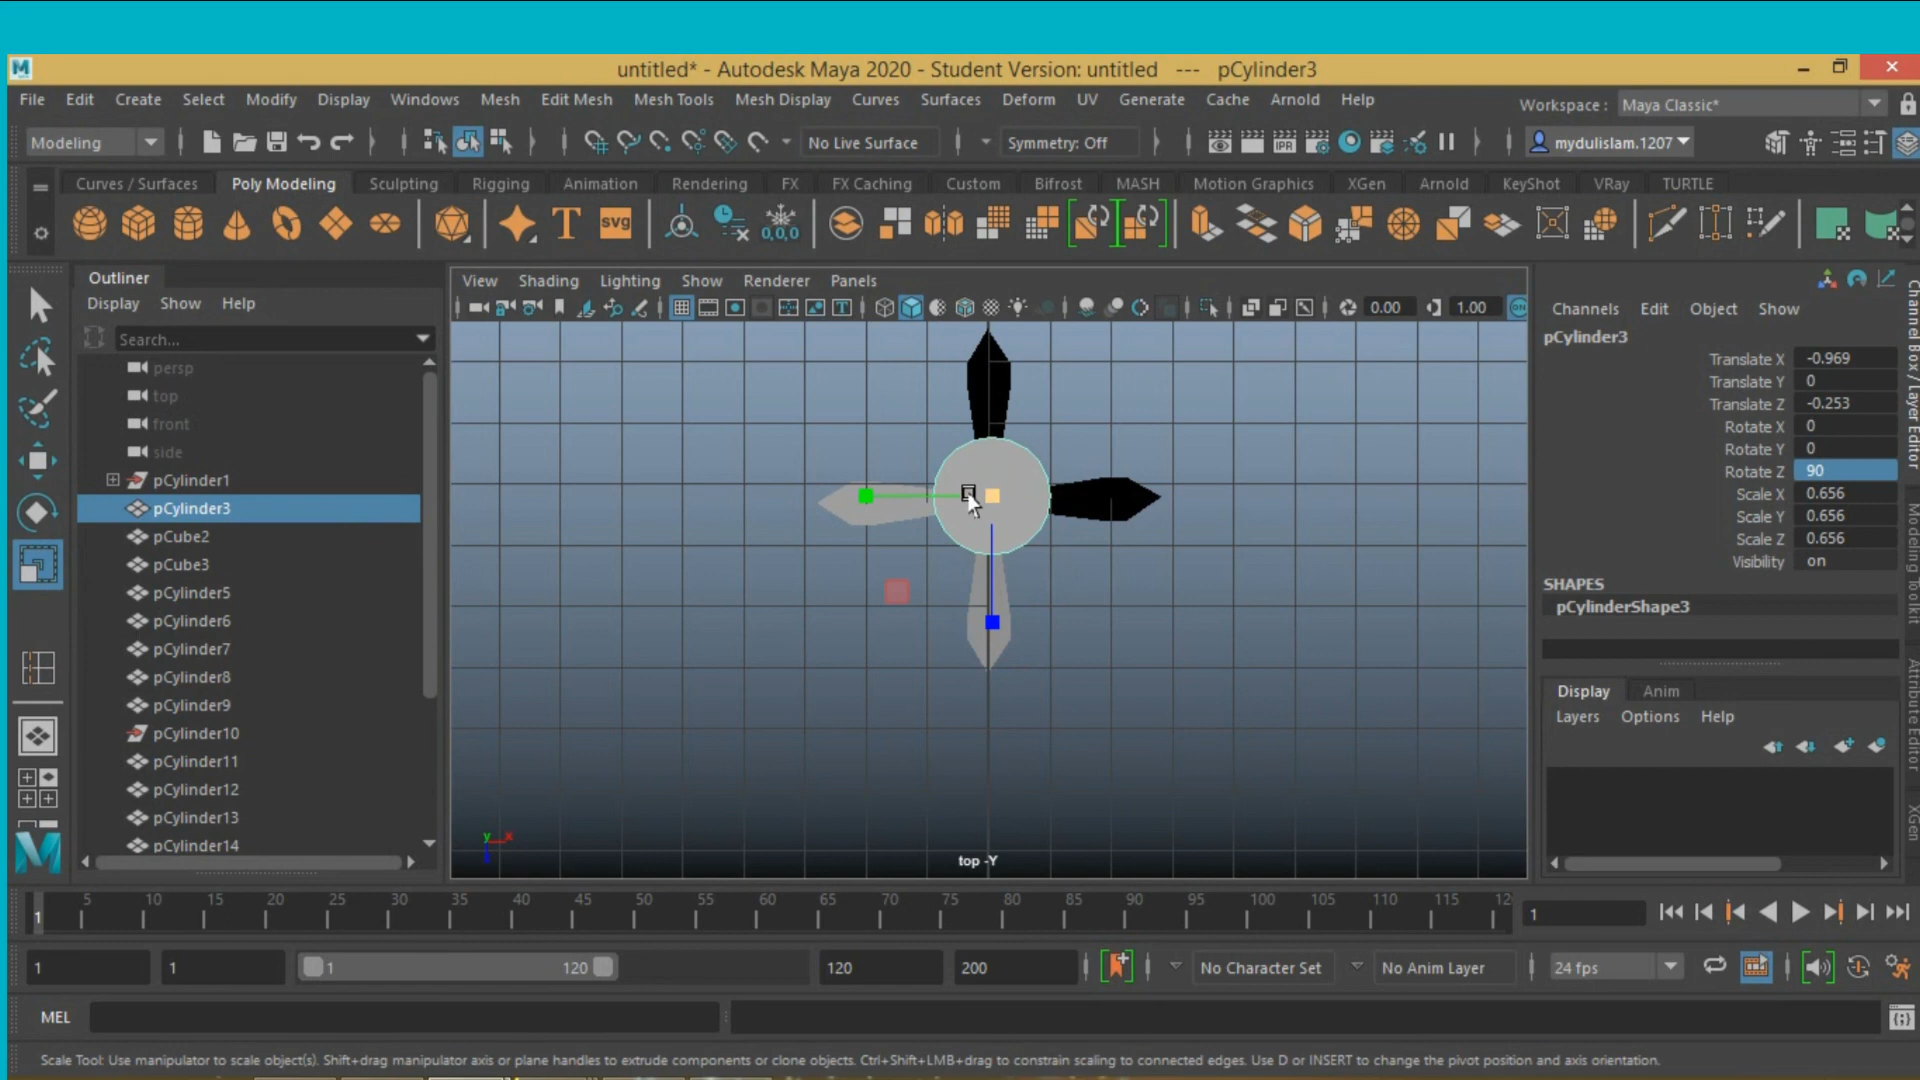 untitled* - Autodesk Maya 2020 - Student Version: untitled --- pCylinder3
File Edit Create Select Modify Display Windows Mesh Edit Mesh Mesh Tools Mesh Display Curves Surfaces Deform UV Generate Cache Arnold Help
Workspace : Maya Classic*
Modeling
No Live Surface
Symmetry: Off
mydulislam.1207
Curves / Surfaces Poly Modeling Sculpting Rigging Animation Rendering FX FX Caching Custom Bifrost MASH Motion Graphics XGen Arnold KeyShot VRay TURTLE
T svg 0,0,0
Outliner
Display Show Help
Search...
persp
top
front
side
pCylinder1
pCylinder3
pCube2
pCube3
pCylinder5
pCylinder6
pCylinder7
pCylinder8
pCylinder9
pCylinder10
pCylinder11
pCylinder12
pCylinder13
pCylinder14
View Shading Lighting Show Renderer Panels
IPR
0.00
1.00
ON
y x
top -Y
Channels Edit Object Show
pCylinder3
Translate X -0.969
Translate Y 0
Translate Z -0.253
Rotate X 0
Rotate Y 0
Rotate Z 90
Scale X 0.656
Scale Y 0.656
Scale Z 0.656
Visibility on
SHAPES
pCylinderShape3
Display Anim
Layers Options Help
Channel Box / Layer Editor
Modeling Toolkit
Attribute Editor
XGen
1 5 10 15 20 25 30 35 40 45 50 55 60 65 70 75 80 85 90 95 100 105 110 115 12
1
1 1 1 120 120 200
No Character Set
No Anim Layer
24 fps
MEL
Scale Tool: Use manipulator to scale object(s). Shift+drag manipulator axis or plane handles to extrude components or clone objects. Ctrl+Shift+LMB+drag to constrain scaling to connected edges. Use D or INSERT to change the pivot position and axis orientation.